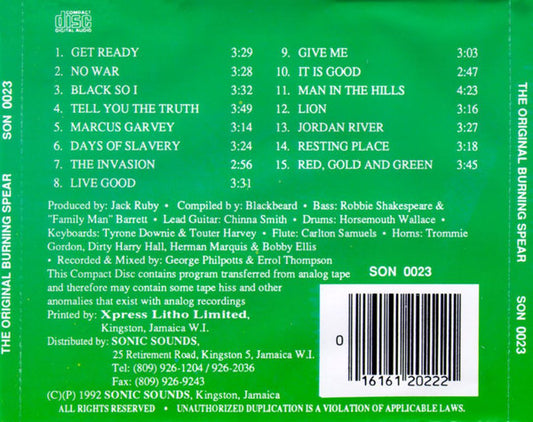 COMPACT
disc
DIGITAL AUDIO
1. GET READY 3:29
2. NO WAR 3:28
3. BLACK SO I 3:32
4. TELL YOU THE TRUTH 3:49
5. MARCUS GARVEY 3:14
6. DAYS OF SLAVERY 3:24
7. THE INVASION 2:56
8. LIVE GOOD 3:31
9. GIVE ME 3:03
10. IT IS GOOD 2:47
11. MAN IN THE HILLS 4:23
12. LION 3:16
13. JORDAN RIVER 3:27
14. RESTING PLACE 3:18
15. RED, GOLD AND GREEN 3:45
Produced by: Jack Ruby • Compiled by: Blackbeard • Bass: Robbie Shakespeare &
"Family Man" Barrett • Lead Guitar: Chinna Smith • Drums: Horsemouth Wallace •
Keyboards: Tyrone Downie & Touter Harvey • Flute: Carlton Samuels • Horns: Trommie
Gordon, Dirty Harry Hall, Herman Marquis & Bobby Ellis
• Recorded & Mixed by: George Philpotts & Errol Thompson
This Compact Disc contains program transferred from analog tape
and therefore may contain some tape hiss and other
anomalies that exist with analog recordings
Printed by: Xpress Litho Limited,
Kingston, Jamaica W.I.
Distributed by: SONIC SOUNDS,
25 Retirement Road, Kingston 5, Jamaica W.I.
Tel: (809) 926-1204 / 926-2036
Fax: (809) 926-9243
(C)(P) 1992 SONIC SOUNDS, Kingston, Jamaica
ALL RIGHTS RESERVED • UNAUTHORIZED DUPLICATION IS A VIOLATION OF APPLICABLE LAWS.
SON 0023
0 16161 20222
THE ORIGINAL BURNING SPEAR SON 0023
THE ORIGINAL BURNING SPEAR SON 0023